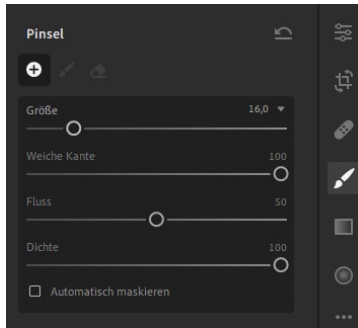 Pinsel
Größe 16,0
Weiche Kante 100
Fluss 50
Dichte 100
Automatisch maskieren